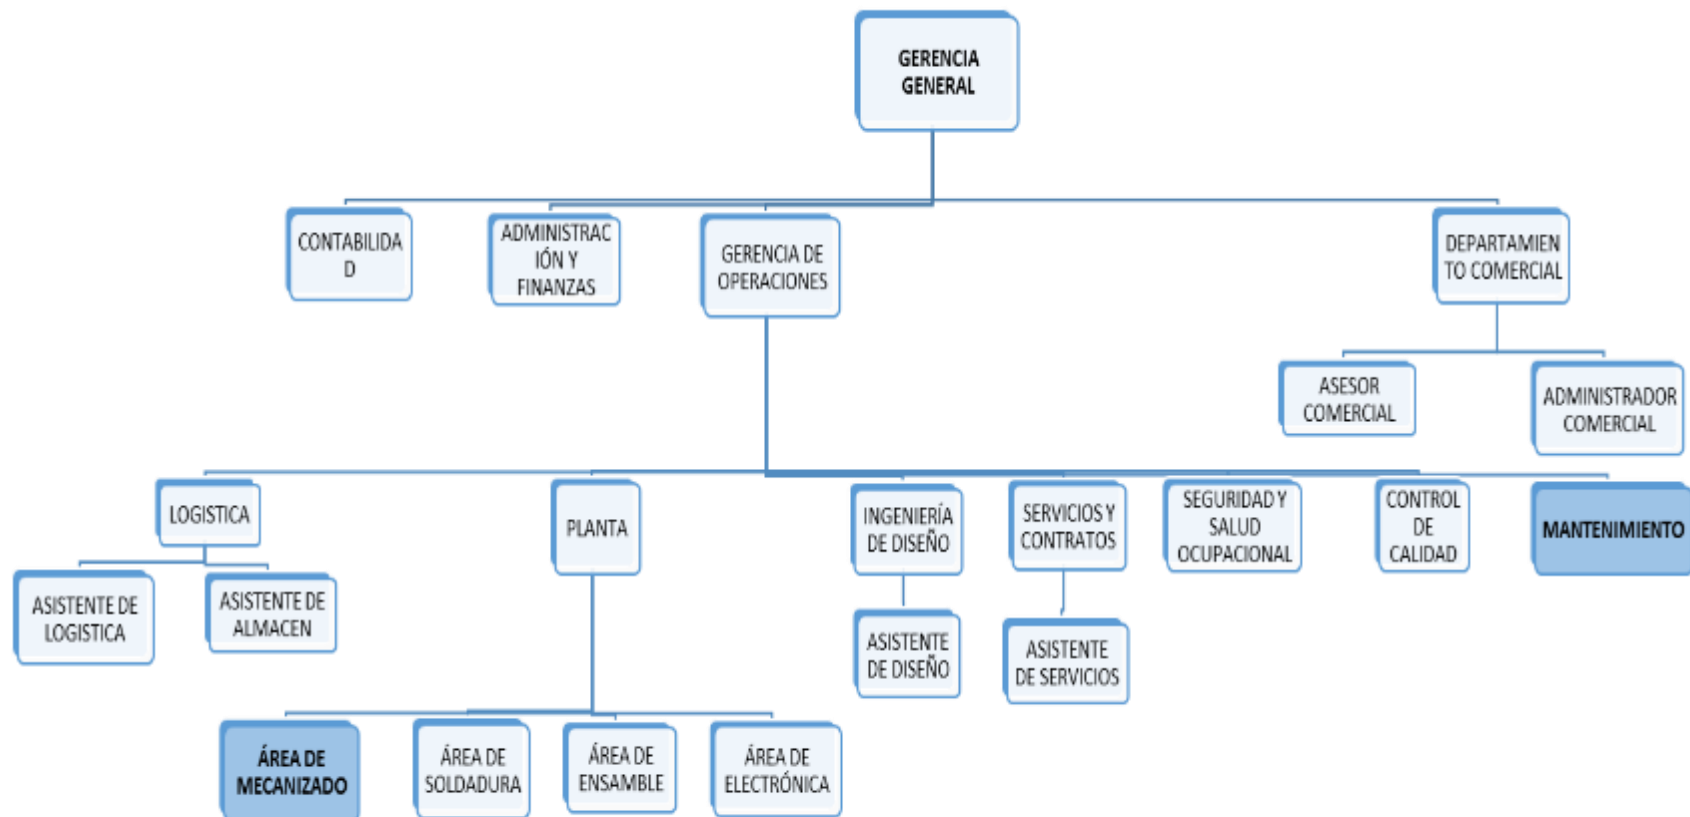 GERENCIA
GENERAL
CONTABILIDA
D
ADMINISTRAC
IÓN Y
FINANZAS
GERENCIA DE
OPERACIONES
DEPARTAMIEN
TO COMERCIAL
ASESOR
COMERCIAL
ADMINISTRADOR
COMERCIAL
LOGISTICA
PLANTA
INGENIERÍA
DE DISEÑO
SERVICIOS Y
CONTRATOS
SEGURIDAD Y
SALUD
OCUPACIONAL
CONTROL
DE
CALIDAD
MANTENIMIENTO
ASISTENTE DE
LOGISTICA
ASISTENTE DE
ALMACEN
ASISTENTE
DE DISEÑO
ASISTENTE
DE SERVICIOS
ÁREA DE
MECANIZADO
ÁREA DE
SOLDADURA
ÁREA DE
ENSAMBLE
ÁREA DE
ELECTRÓNICA